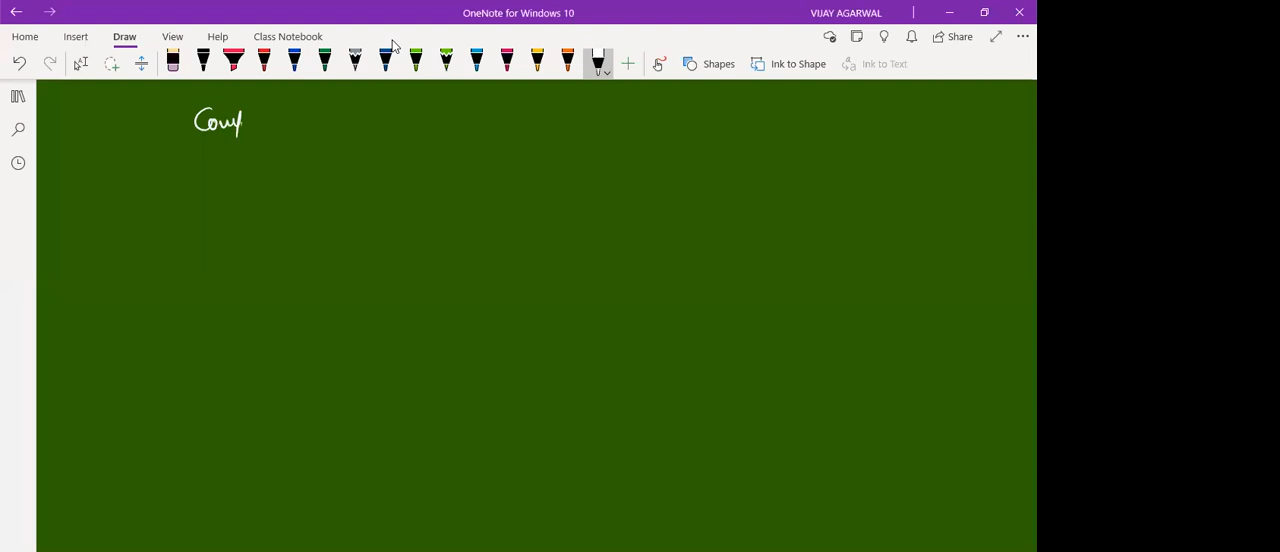 OneNote for Windows 10 VIJAY AGARWAL
Home Insert Draw View Help Class Notebook Share
Shapes Ink to Shape Ink to Text